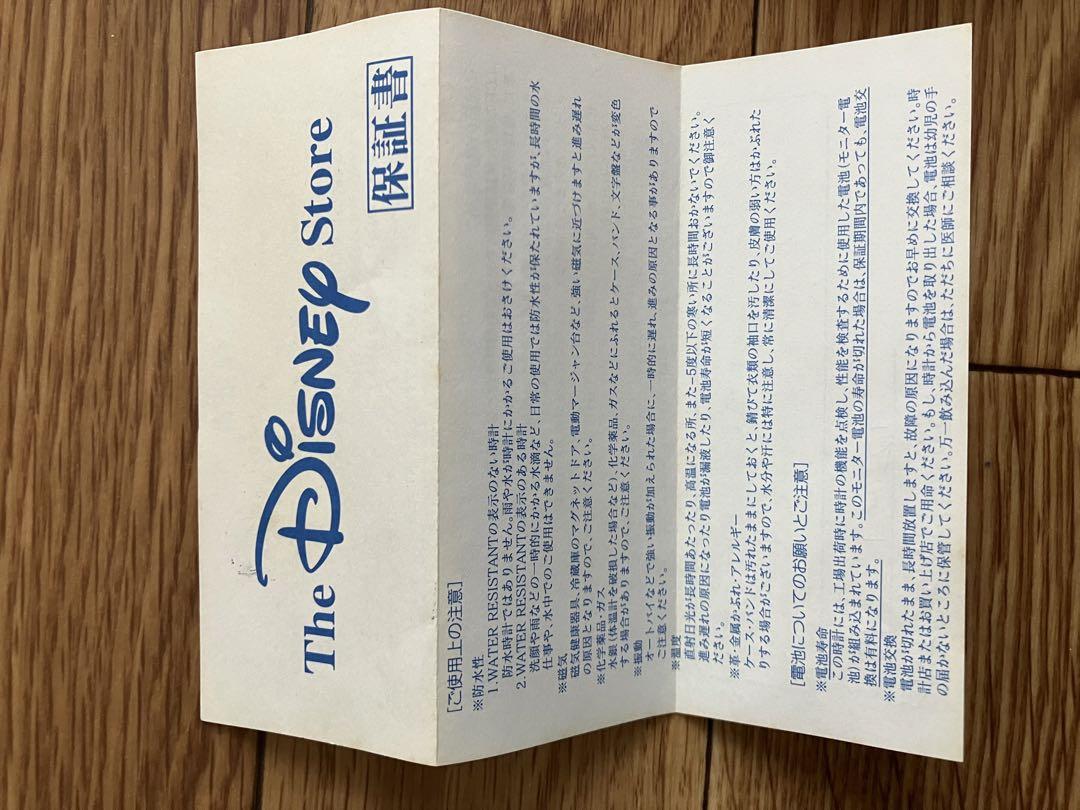 The Disney Store
保証書
[ご使用上の注意]
※防水性
1.WATER RESISTANTの表示のない時計
防水時計ではありません。雨や水が時計にかかるご使用はおさけください。
2.WATER RESISTANTの表示のある時計
洗顔や雨などの一時的にかかる水滴など、日常の使用では防水性が保たれていますが、長時間の水
仕事や、水中でのご使用はできません。
※磁気
磁気健康器具、冷蔵庫のマグネットドア、電動マージャン台など、強い磁気に近づけますと進み遅れ
の原因となりますので、ご注意ください。
※化学薬品・ガス
水銀(体温計を破損した場合など)、化学薬品、ガスなどにふれるとケース、バンド、文字盤などが変色
する場合がありますので、ご注意ください。
※振動
オートバイなどで強い振動が加えられた場合に、一時的に遅れ、進みの原因となる事がありますので
ご注意ください。
※温度
直射日光が長時間あたったり、高温になる所、また−5度以下の寒い所に長時間おかないでください。
進み遅れの原因になったり電池が漏液したり、電池寿命が短くなることがございますので御注意く
ださい。
※革・金属かぶれ・アレルギー
ケース・バンドは汚れたままにしておくと、錆びて衣類の袖口を汚したり、皮膚の弱い方はかぶれた
りする場合がございますので、水分や汗には特に注意し、常に清潔にしてご使用ください。
[電池についてのお願いとご注意]
※電池寿命
この時計には、工場出荷時に時計の機能を点検し、性能を検査するために使用した電池(モニター電
池)が組み込まれています。このモニター電池の寿命が切れた場合は、保証期間内であっても、電池交
換は有料になります。
※電池交換
電池が切れたまま、長時間放置しますと、故障の原因になりますのでお早めに交換してください。時
計店またはお買い上げ店でご用命ください。もし、時計から電池を取り出した場合、電池は幼児の手
の届かないところに保管してください。万一飲み込んだ場合は、ただちに医師にご相談ください。